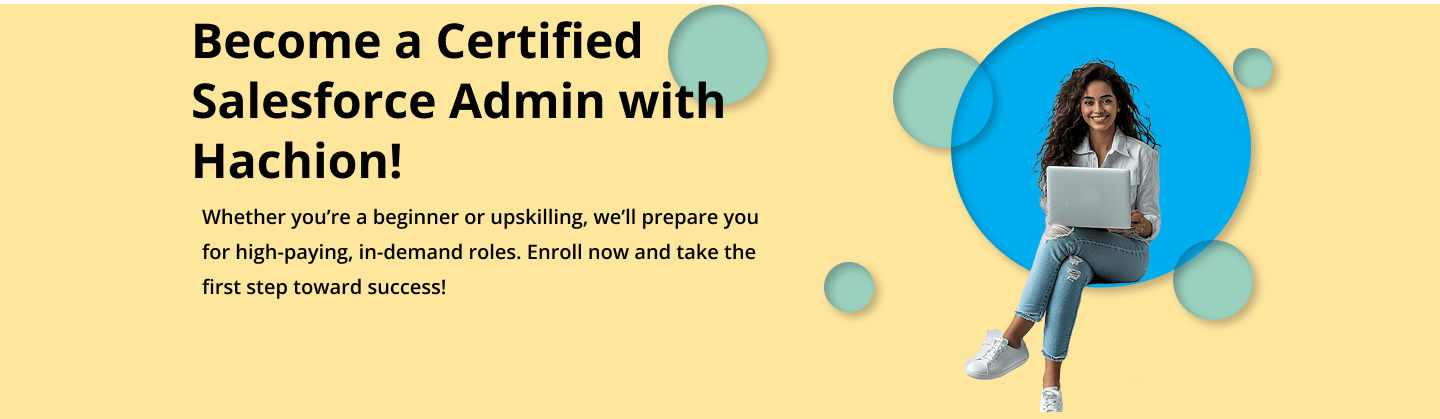 Become a Certified
Salesforce Admin with
Hachion!
Whether you’re a beginner or upskilling, we’ll prepare you
for high-paying, in-demand roles. Enroll now and take the
first step toward success!